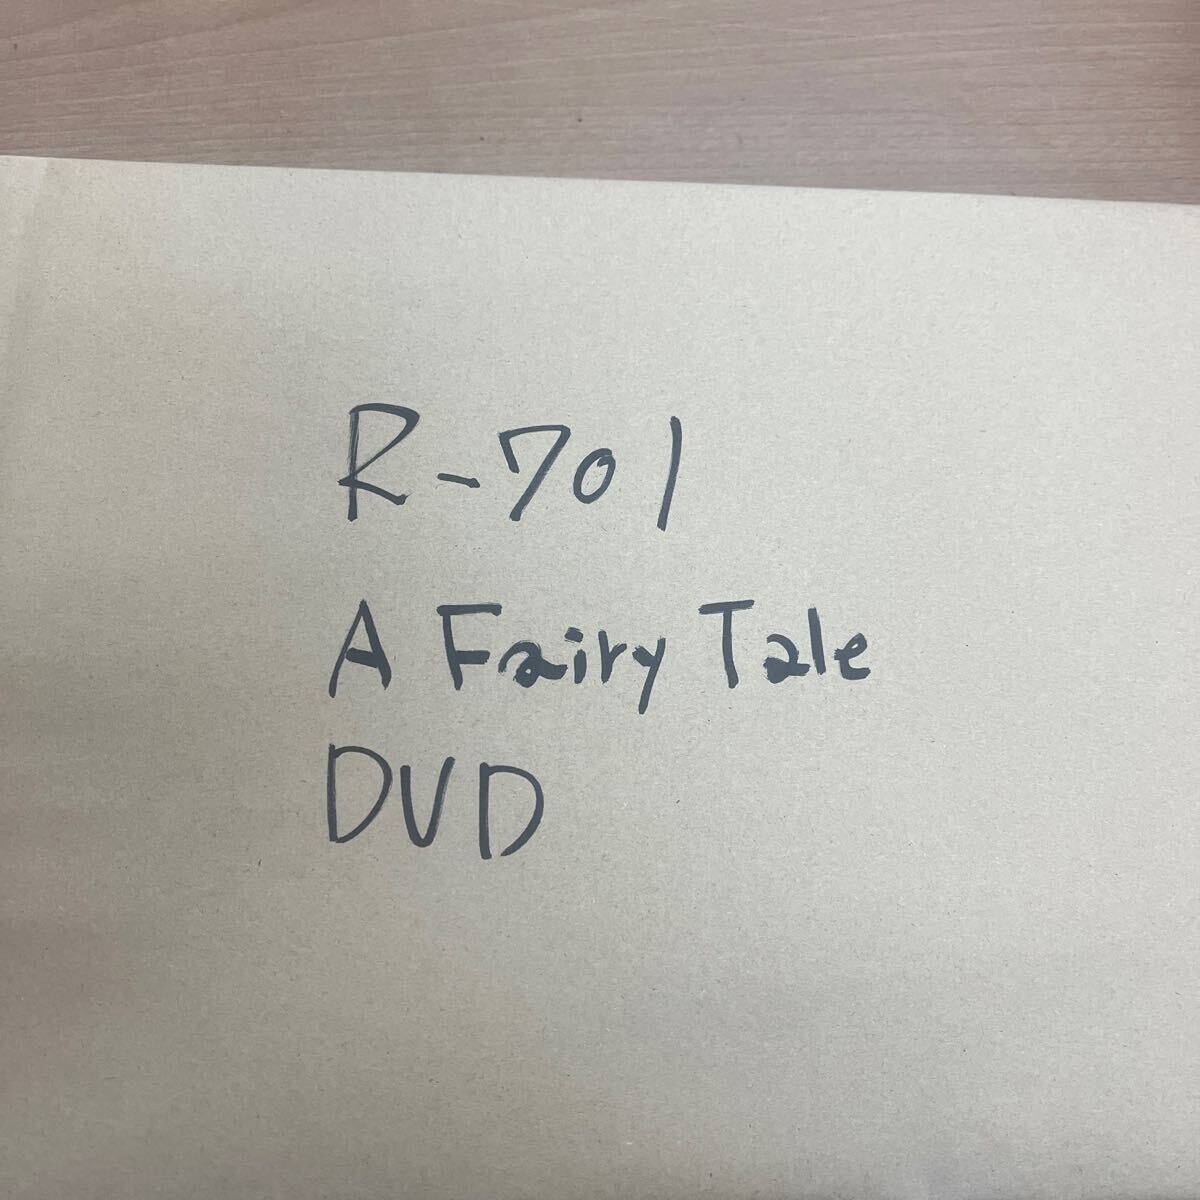 R-701
A Fairy Tale
DVD